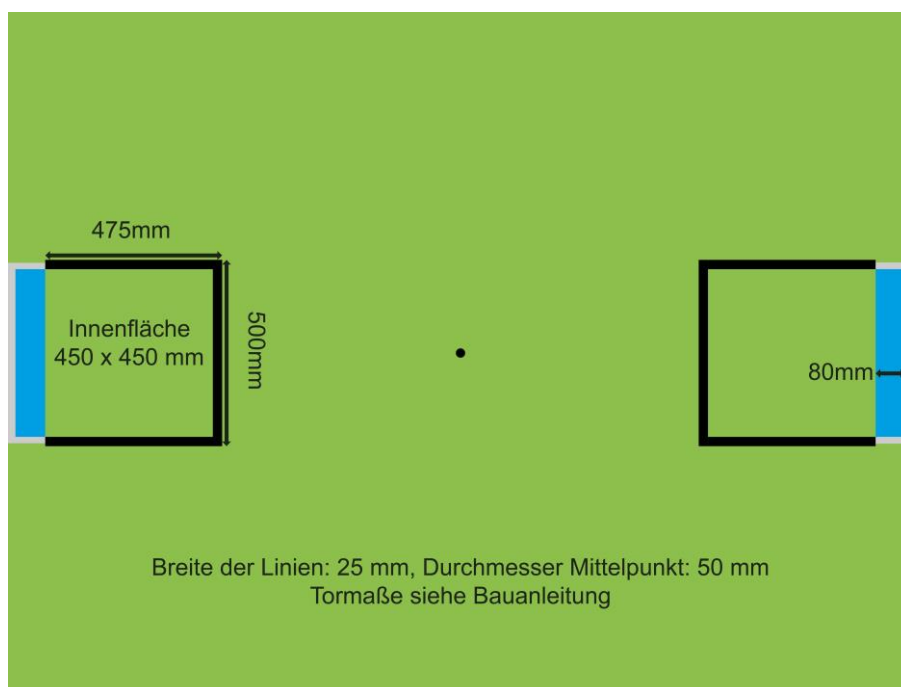 475mm
Innenfläche
450 x 450 mm
500mm
80mm
Breite der Linien: 25 mm, Durchmesser Mittelpunkt: 50 mm
Tormaße siehe Bauanleitung